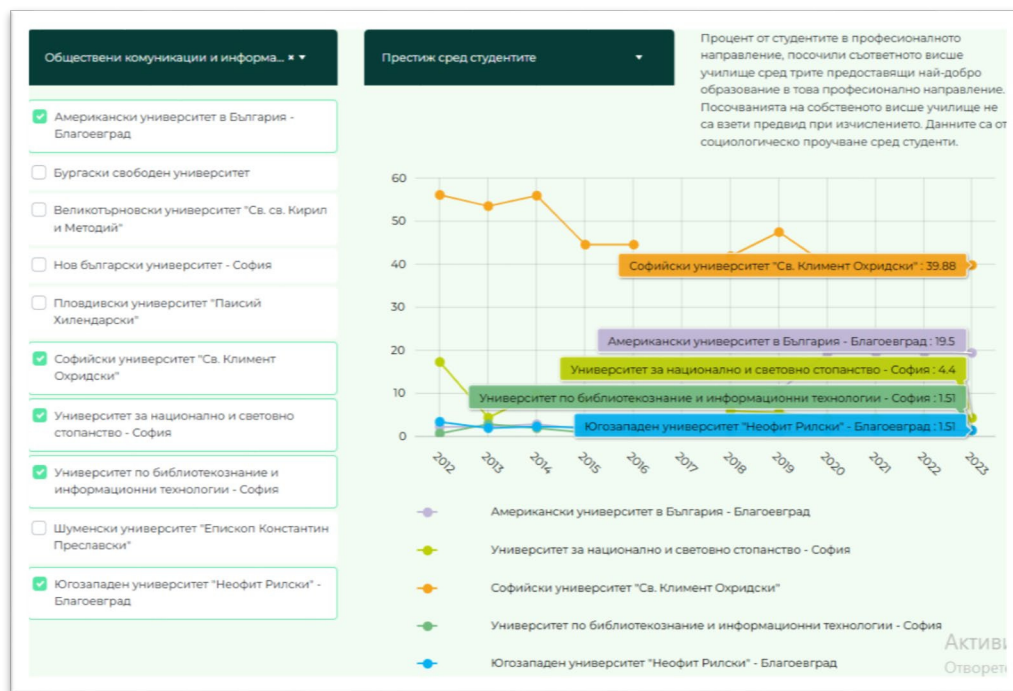 Обществени комуникации и информа... × ▾
Престиж сред студентите ▾
Процент от студентите в професионалното
направление, посочили съответното висше
училище сред трите предоставящи най-добро
образование в това професионално направление.
Посочванията на собственото висше училище не
са взети предвид при изчислението. Данните са от
социологическо проучване сред студенти.
Американски университет в България -
Благоевград
Бургаски свободен университет
Великотърновски университет "Св. св. Кирил
и Методий"
Нов български университет - София
Пловдивски университет "Паисий
Хилендарски"
Софийски университет "Св. Климент
Охридски"
Университет за национално и световно
стопанство - София
Университет по библиотекознание и
информационни технологии - София
Шуменски университет "Епископ Константин
Преславски"
Югозападен университет "Неофит Рилски" -
Благоевград
60
50
40
30
20
10
0
Софийски университет "Св. Климент Охридски" : 39.88
Американски университет в България - Благоевград : 19.5
Университет за национално и световно стопанство - София : 4.4
Университет по библиотекознание и информационни технологии - София : 1.51
Югозападен университет "Неофит Рилски" - Благоевград : 1.51
2012 2013 2014 2015 2016 2017 2018 2019 2020 2021 2022 2023
Американски университет в България - Благоевград
Университет за национално и световно стопанство - София
Софийски университет "Св. Климент Охридски"
Университет по библиотекознание и информационни технологии - София
Югозападен университет "Неофит Рилски" - Благоевград